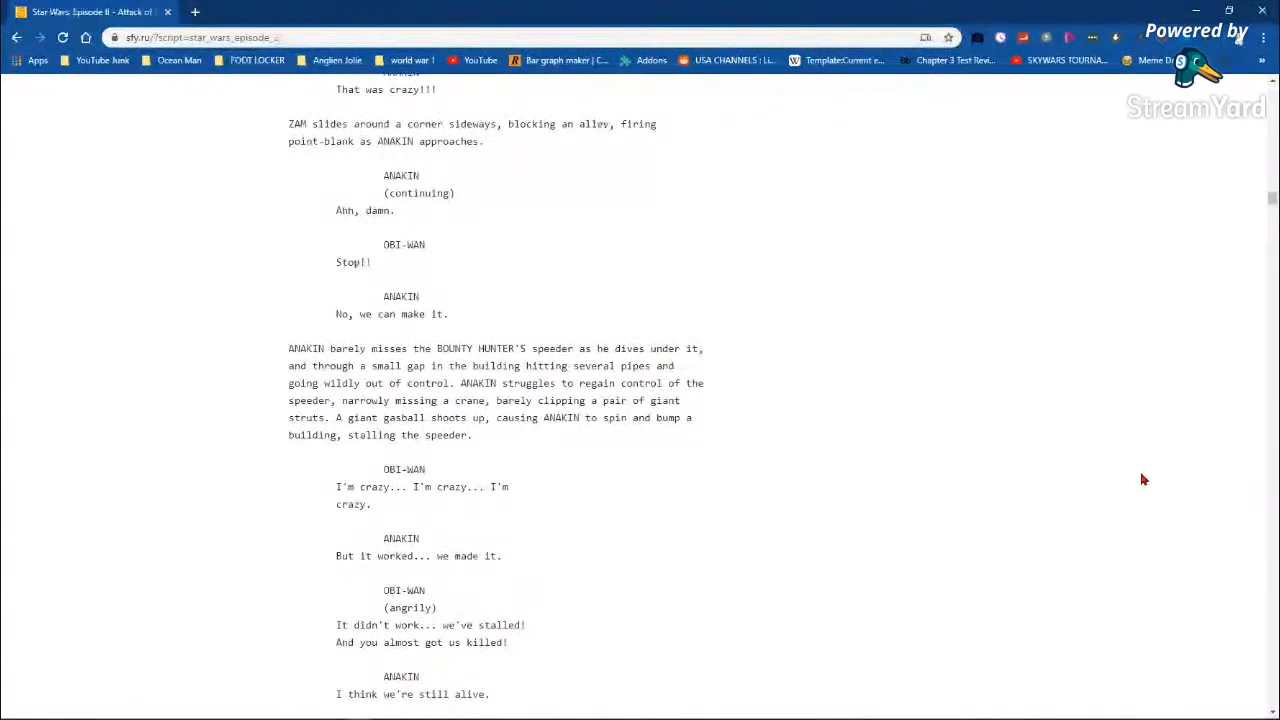 Star Wars: Episode II - Attack of
sfy.ru/?script=star_wars_episode_2
Powered by
StreamYard
Apps
YouTube Junk
Ocean Man
FOOT LOCKER
Anglien Jolie
world war I
YouTube
Bar graph maker | C...
Addons
USA CHANNELS : Li...
Template:Current e...
Chapter 3 Test Revi...
SKYWARS TOURNA...
Meme De
ANAKIN
That was crazy!!!
ZAM slides around a corner sideways, blocking an alley, firing
point-blank as ANAKIN approaches.
ANAKIN
(continuing)
Ahh, damn.
OBI-WAN
Stop!!
ANAKIN
No, we can make it.
ANAKIN barely misses the BOUNTY HUNTER'S speeder as he dives under it,
and through a small gap in the building hitting several pipes and
going wildly out of control. ANAKIN struggles to regain control of the
speeder, narrowly missing a crane, barely clipping a pair of giant
struts. A giant gasball shoots up, causing ANAKIN to spin and bump a
building, stalling the speeder.
OBI-WAN
I'm crazy... I'm crazy... I'm
crazy.
ANAKIN
But it worked... we made it.
OBI-WAN
(angrily)
It didn't work... we've stalled!
And you almost got us killed!
ANAKIN
I think we're still alive.